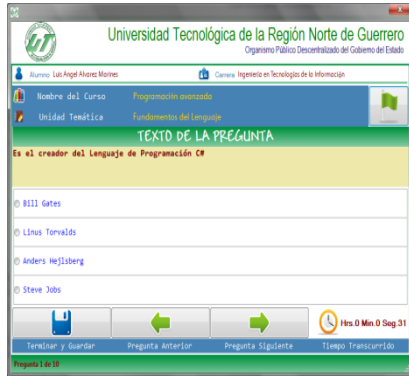 Universidad Tecnológica de la Región Norte de Guerrero
Organismo Público Descentralizado del Gobierno del Estado
Alumno Luis Angel Alvarez Morines Carrera Ingeniería en Tecnologías de la Información
Nombre del Curso Programación avanzada
Unidad Temática Fundamentos del Lenguaje
TEXTO DE LA PREGUNTA
Es el creador del Lenguaje de Programación C#
Bill Gates
Linus Torvalds
Anders Hejlsberg
Steve Jobs
Hrs.0 Min.0 Seg.31
Terminar y Guardar Pregunta Anterior Pregunta Siguiente Tiempo Transcurrido
Pregunta 1 de 10